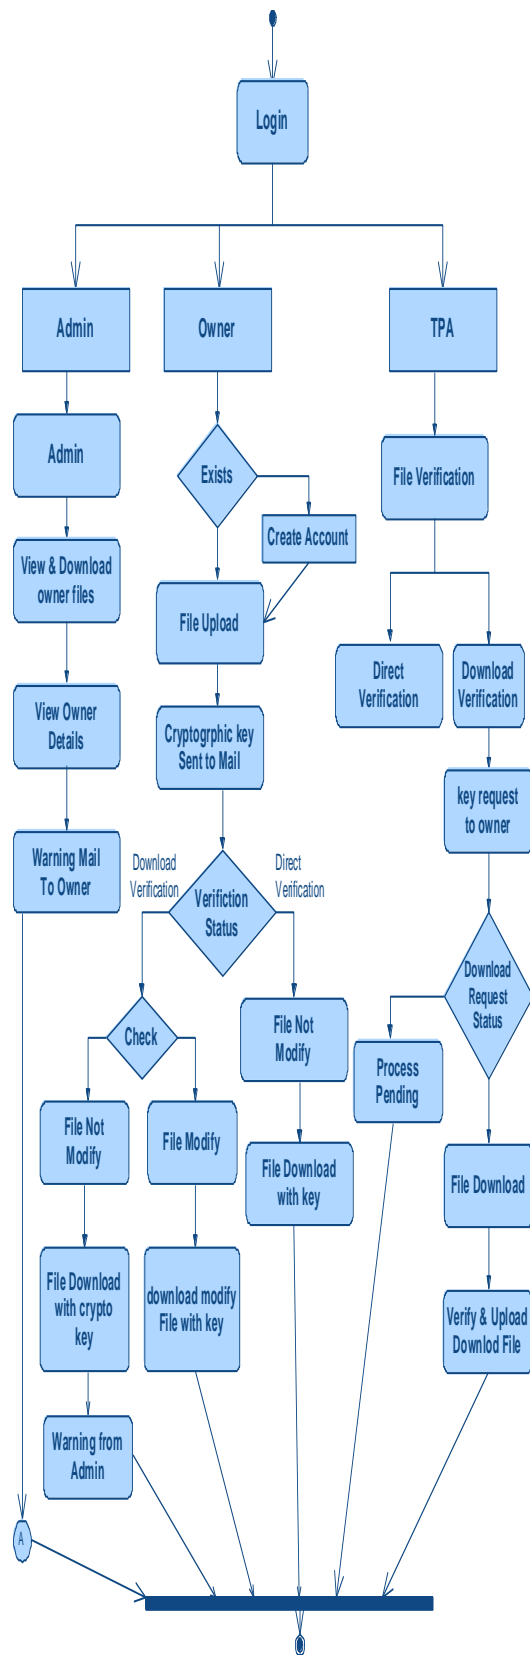 Login
Admin
Owner
TPA
Admin
Exists
File Verification
Create Account
View & Download
owner files
File Upload
Direct
Verification
Download
Verification
View Owner
Details
Cryptogrphic key
Sent to Mail
key request
to owner
Warning Mail
To Owner
Download
Verification
Direct
Verification
Verifiction
Status
Download
Request
Status
Check
File Not
Modify
Process
Pending
File Not
Modify
File Modify
File Download
with key
File Download
File Download
with crypto
key
download modify
File with key
Verify & Upload
Downlod File
Warning from
Admin
A